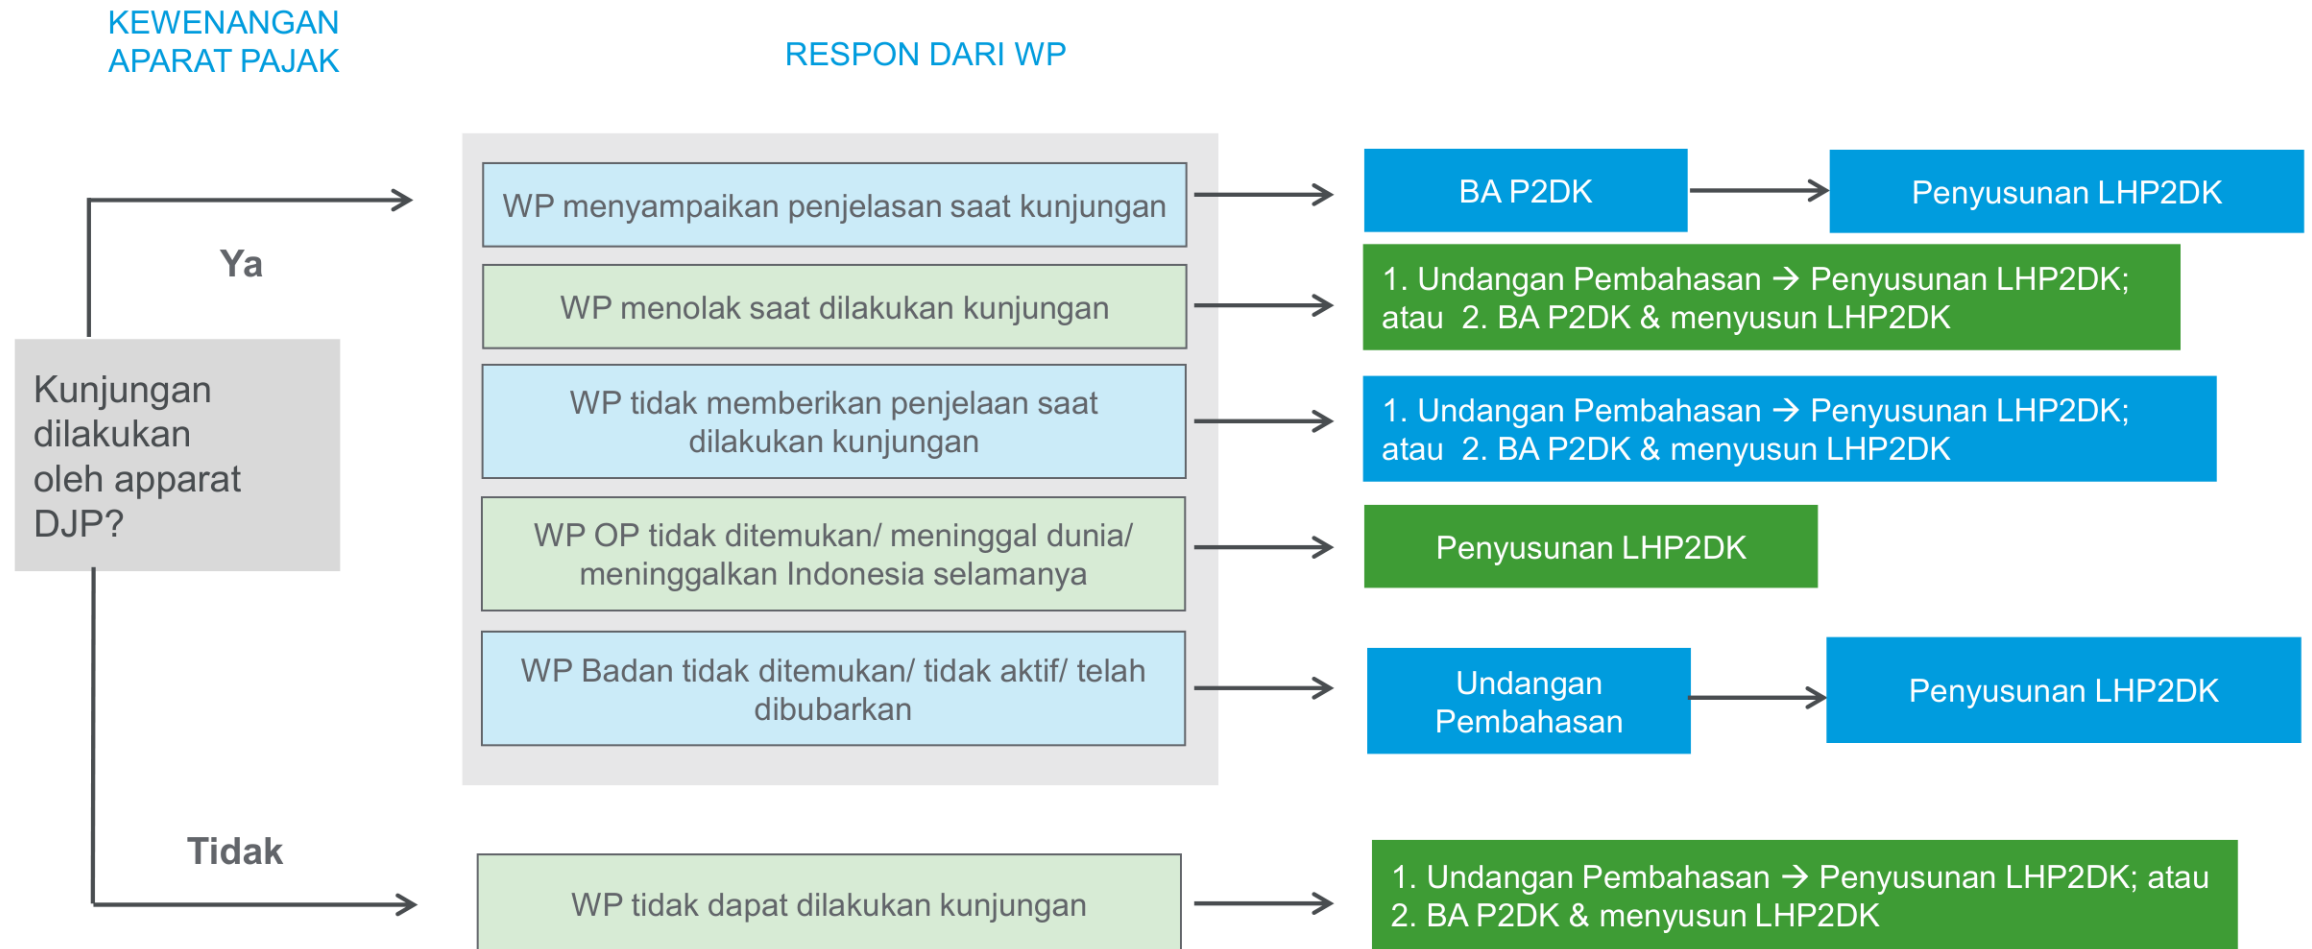 KEWENANGAN
APARAT PAJAK
RESPON DARI WP
Ya
Kunjungan
dilakukan
oleh apparat
DJP?
Tidak
WP menyampaikan penjelasan saat kunjungan
BA P2DK
Penyusunan LHP2DK
WP menolak saat dilakukan kunjungan
1. Undangan Pembahasan → Penyusunan LHP2DK;
atau 2. BA P2DK & menyusun LHP2DK
WP tidak memberikan penjelaan saat
dilakukan kunjungan
1. Undangan Pembahasan → Penyusunan LHP2DK;
atau 2. BA P2DK & menyusun LHP2DK
WP OP tidak ditemukan/ meninggal dunia/
meninggalkan Indonesia selamanya
Penyusunan LHP2DK
WP Badan tidak ditemukan/ tidak aktif/ telah
dibubarkan
Undangan
Pembahasan
Penyusunan LHP2DK
WP tidak dapat dilakukan kunjungan
1. Undangan Pembahasan → Penyusunan LHP2DK; atau
2. BA P2DK & menyusun LHP2DK